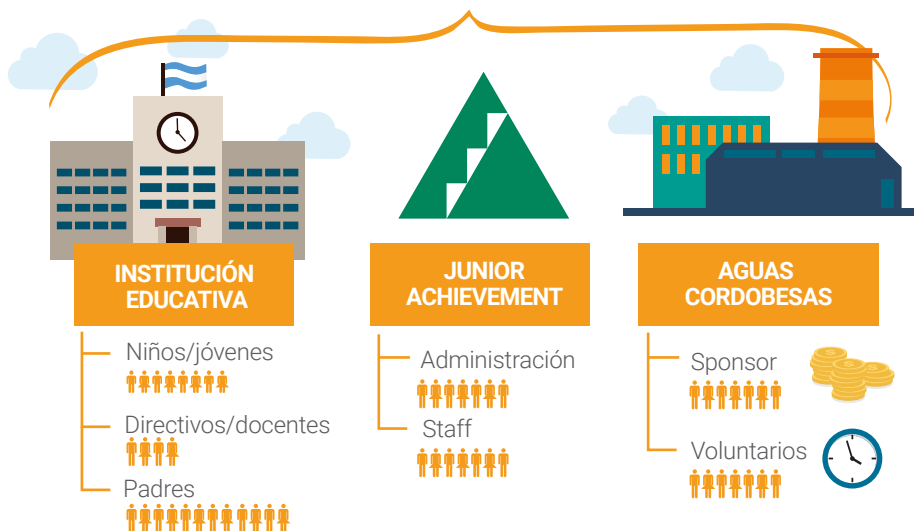 INSTITUCIÓN
EDUCATIVA
Niños/jóvenes
Directivos/docentes
Padres
JUNIOR
ACHIEVEMENT
Administración
Staff
AGUAS
CORDOBESAS
Sponsor
Voluntarios